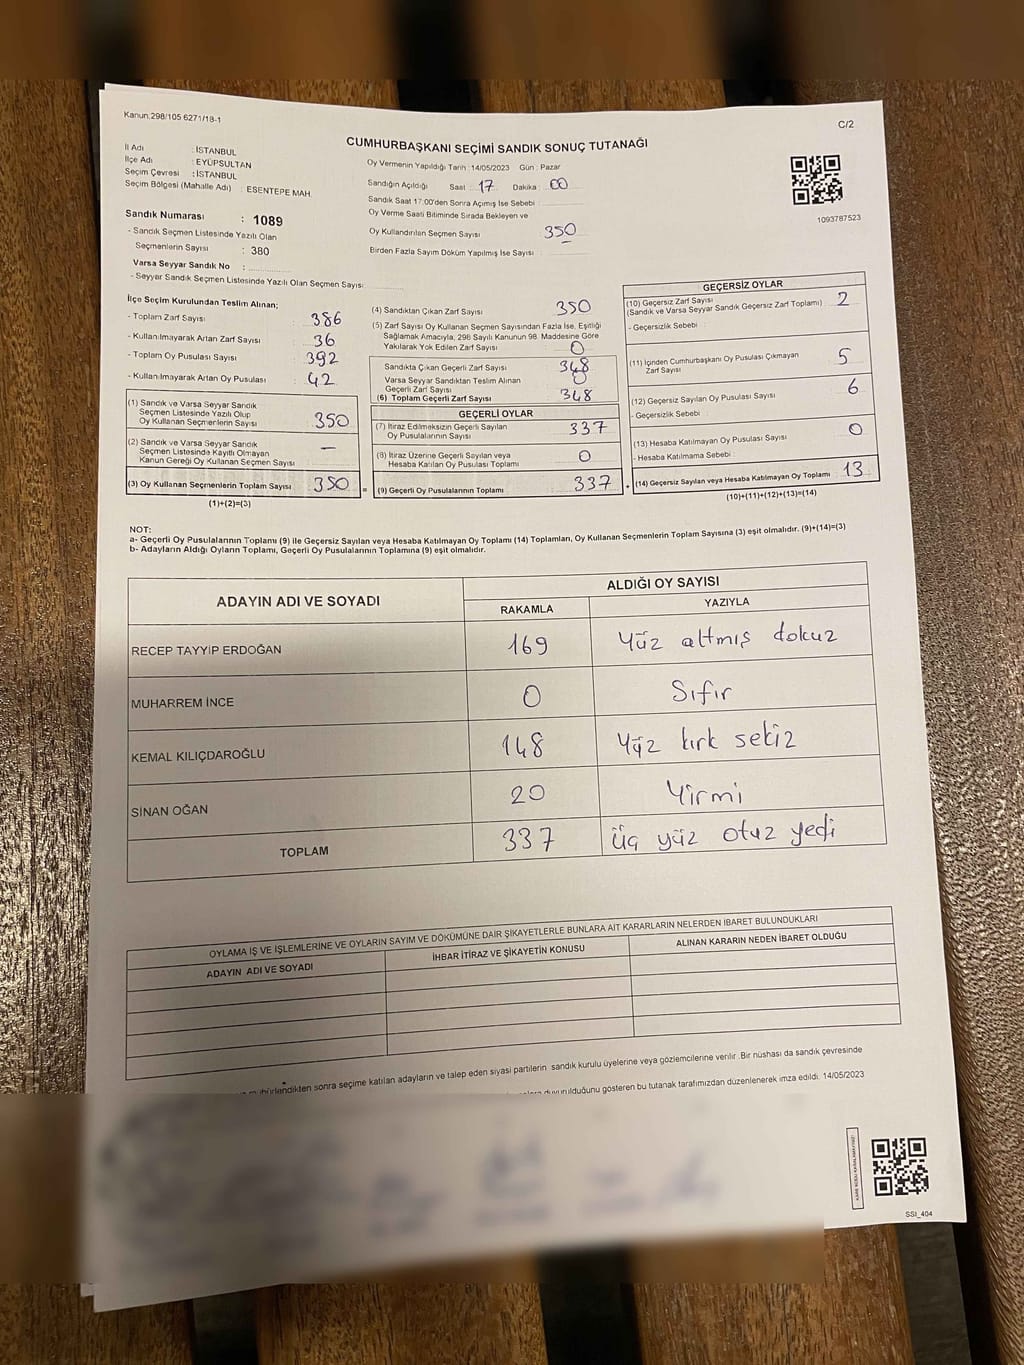 Kanun:298/105 6271/18-1
C/2
CUMHURBAŞKANI SEÇİMİ SANDIK SONUÇ TUTANAĞI
İl Adı : İSTANBUL
İlçe Adı : EYÜPSULTAN
Seçim Çevresi : İSTANBUL
Seçim Bölgesi (Mahalle Adı) : ESENTEPE MAH.
Oy Vermenin Yapıldığı Tarih :14/05/2023 Gün : Pazar
Sandığın Açıldığı Saat 17 Dakika : 00
Sandık Saat 17:00'den Sonra Açılmış İse Sebebi :
Oy Verme Saati Bitiminde Sırada Bekleyen ve
Oy Kullandırılan Seçmen Sayısı 350
Birden Fazla Sayım Döküm Yapılmış İse Sayısı :
1093787523
Sandık Numarası : 1089
- Sandık Seçmen Listesinde Yazılı Olan
Seçmenlerin Sayısı : 380
Varsa Seyyar Sandık No :
- Seyyar Sandık Seçmen Listesinde Yazılı Olan Seçmen Sayısı:
İlçe Seçim Kurulundan Teslim Alınan;
- Toplam Zarf Sayısı : 386
- Kullanılmayarak Artan Zarf Sayısı : 36
- Toplam Oy Pusulası Sayısı : 392
- Kullanılmayarak Artan Oy Pusulası : 42
(1) Sandık ve Varsa Seyyar Sandık
Seçmen Listesinde Yazılı Olup
Oy Kullanan Seçmenlerin Sayısı : 350
(2) Sandık ve Varsa Seyyar Sandık
Seçmen Listesinde Kayıtlı Olmayan
Kanun Gereği Oy Kullanan Seçmen Sayısı : —
(3) Oy Kullanan Seçmenlerin Toplam Sayısı : 350
(1)+(2)=(3)
(4) Sandıktan Çıkan Zarf Sayısı : 350
(5) Zarf Sayısı Oy Kullanan Seçmen Sayısından Fazla İse, Eşitliği
Sağlamak Amacıyla, 298 Sayılı Kanunun 98. Maddesine Göre
Yakılarak Yok Edilen Zarf Sayısı : 0
Sandıkta Çıkan Geçerli Zarf Sayısı : 348
Varsa Seyyar Sandıktan Teslim Alınan
Geçerli Zarf Sayısı : 0
(6) Toplam Geçerli Zarf Sayısı : 348
GEÇERLİ OYLAR
(7) İtiraz Edilmeksizin Geçerli Sayılan
Oy Pusulalarının Sayısı : 337
(8) İtiraz Üzerine Geçerli Sayılan veya
Hesaba Katılan Oy Pusulası Toplamı : 0
= (9) Geçerli Oy Pusulalarının Toplamı : 337
GEÇERSİZ OYLAR
(10) Geçersiz Zarf Sayısı
(Sandık ve Varsa Seyyar Sandık Geçersiz Zarf Toplamı) : 2
- Geçersizlik Sebebi :
(11) İçinden Cumhurbaşkanı Oy Pusulası Çıkmayan
Zarf Sayısı : 5
(12) Geçersiz Sayılan Oy Pusulası Sayısı : 6
- Geçersizlik Sebebi :
(13) Hesaba Katılmayan Oy Pusulası Sayısı : 0
- Hesaba Katılmama Sebebi :
+ (14) Geçersiz Sayılan veya Hesaba Katılmayan Oy Toplamı : 13
(10)+(11)+(12)+(13)=(14)
NOT:
a- Geçerli Oy Pusulalarının Toplamı (9) ile Geçersiz Sayılan veya Hesaba Katılmayan Oy Toplamı (14) Toplamları, Oy Kullanan Seçmenlerin Toplam Sayısına (3) eşit olmalıdır. (9)+(14)=(3)
b- Adayların Aldığı Oyların Toplamı, Geçerli Oy Pusulalarının Toplamına (9) eşit olmalıdır.
ADAYIN ADI VE SOYADI
ALDIĞI OY SAYISI
RAKAMLA YAZIYLA
RECEP TAYYİP ERDOĞAN 169 Yüz altmış dokuz
MUHARREM İNCE 0 Sıfır
KEMAL KILIÇDAROĞLU 148 Yüz kırk sekiz
SİNAN OĞAN 20 Yirmi
TOPLAM 337 Üç yüz otuz yedi
OYLAMA İŞ VE İŞLEMLERİNE VE OYLARIN SAYIM VE DÖKÜMÜNE DAİR ŞİKAYETLERLE BUNLARA AİT KARARLARIN NELERDEN İBARET BULUNDUKLARI
ADAYIN ADI VE SOYADI İHBAR İTİRAZ VE ŞİKAYETİN KONUSU ALINAN KARARIN NEDEN İBARET OLDUĞU
sonra seçime katılan adayların ve talep eden siyasi partilerin sandık kurulu üyelerine veya gözlemcilerine verilir. Bir nüshası da sandık çevresinde
duyurulduğunu gösteren bu tutanak tarafımızdan düzenlenerek imza edildi. 14/05/2023
SSI_404